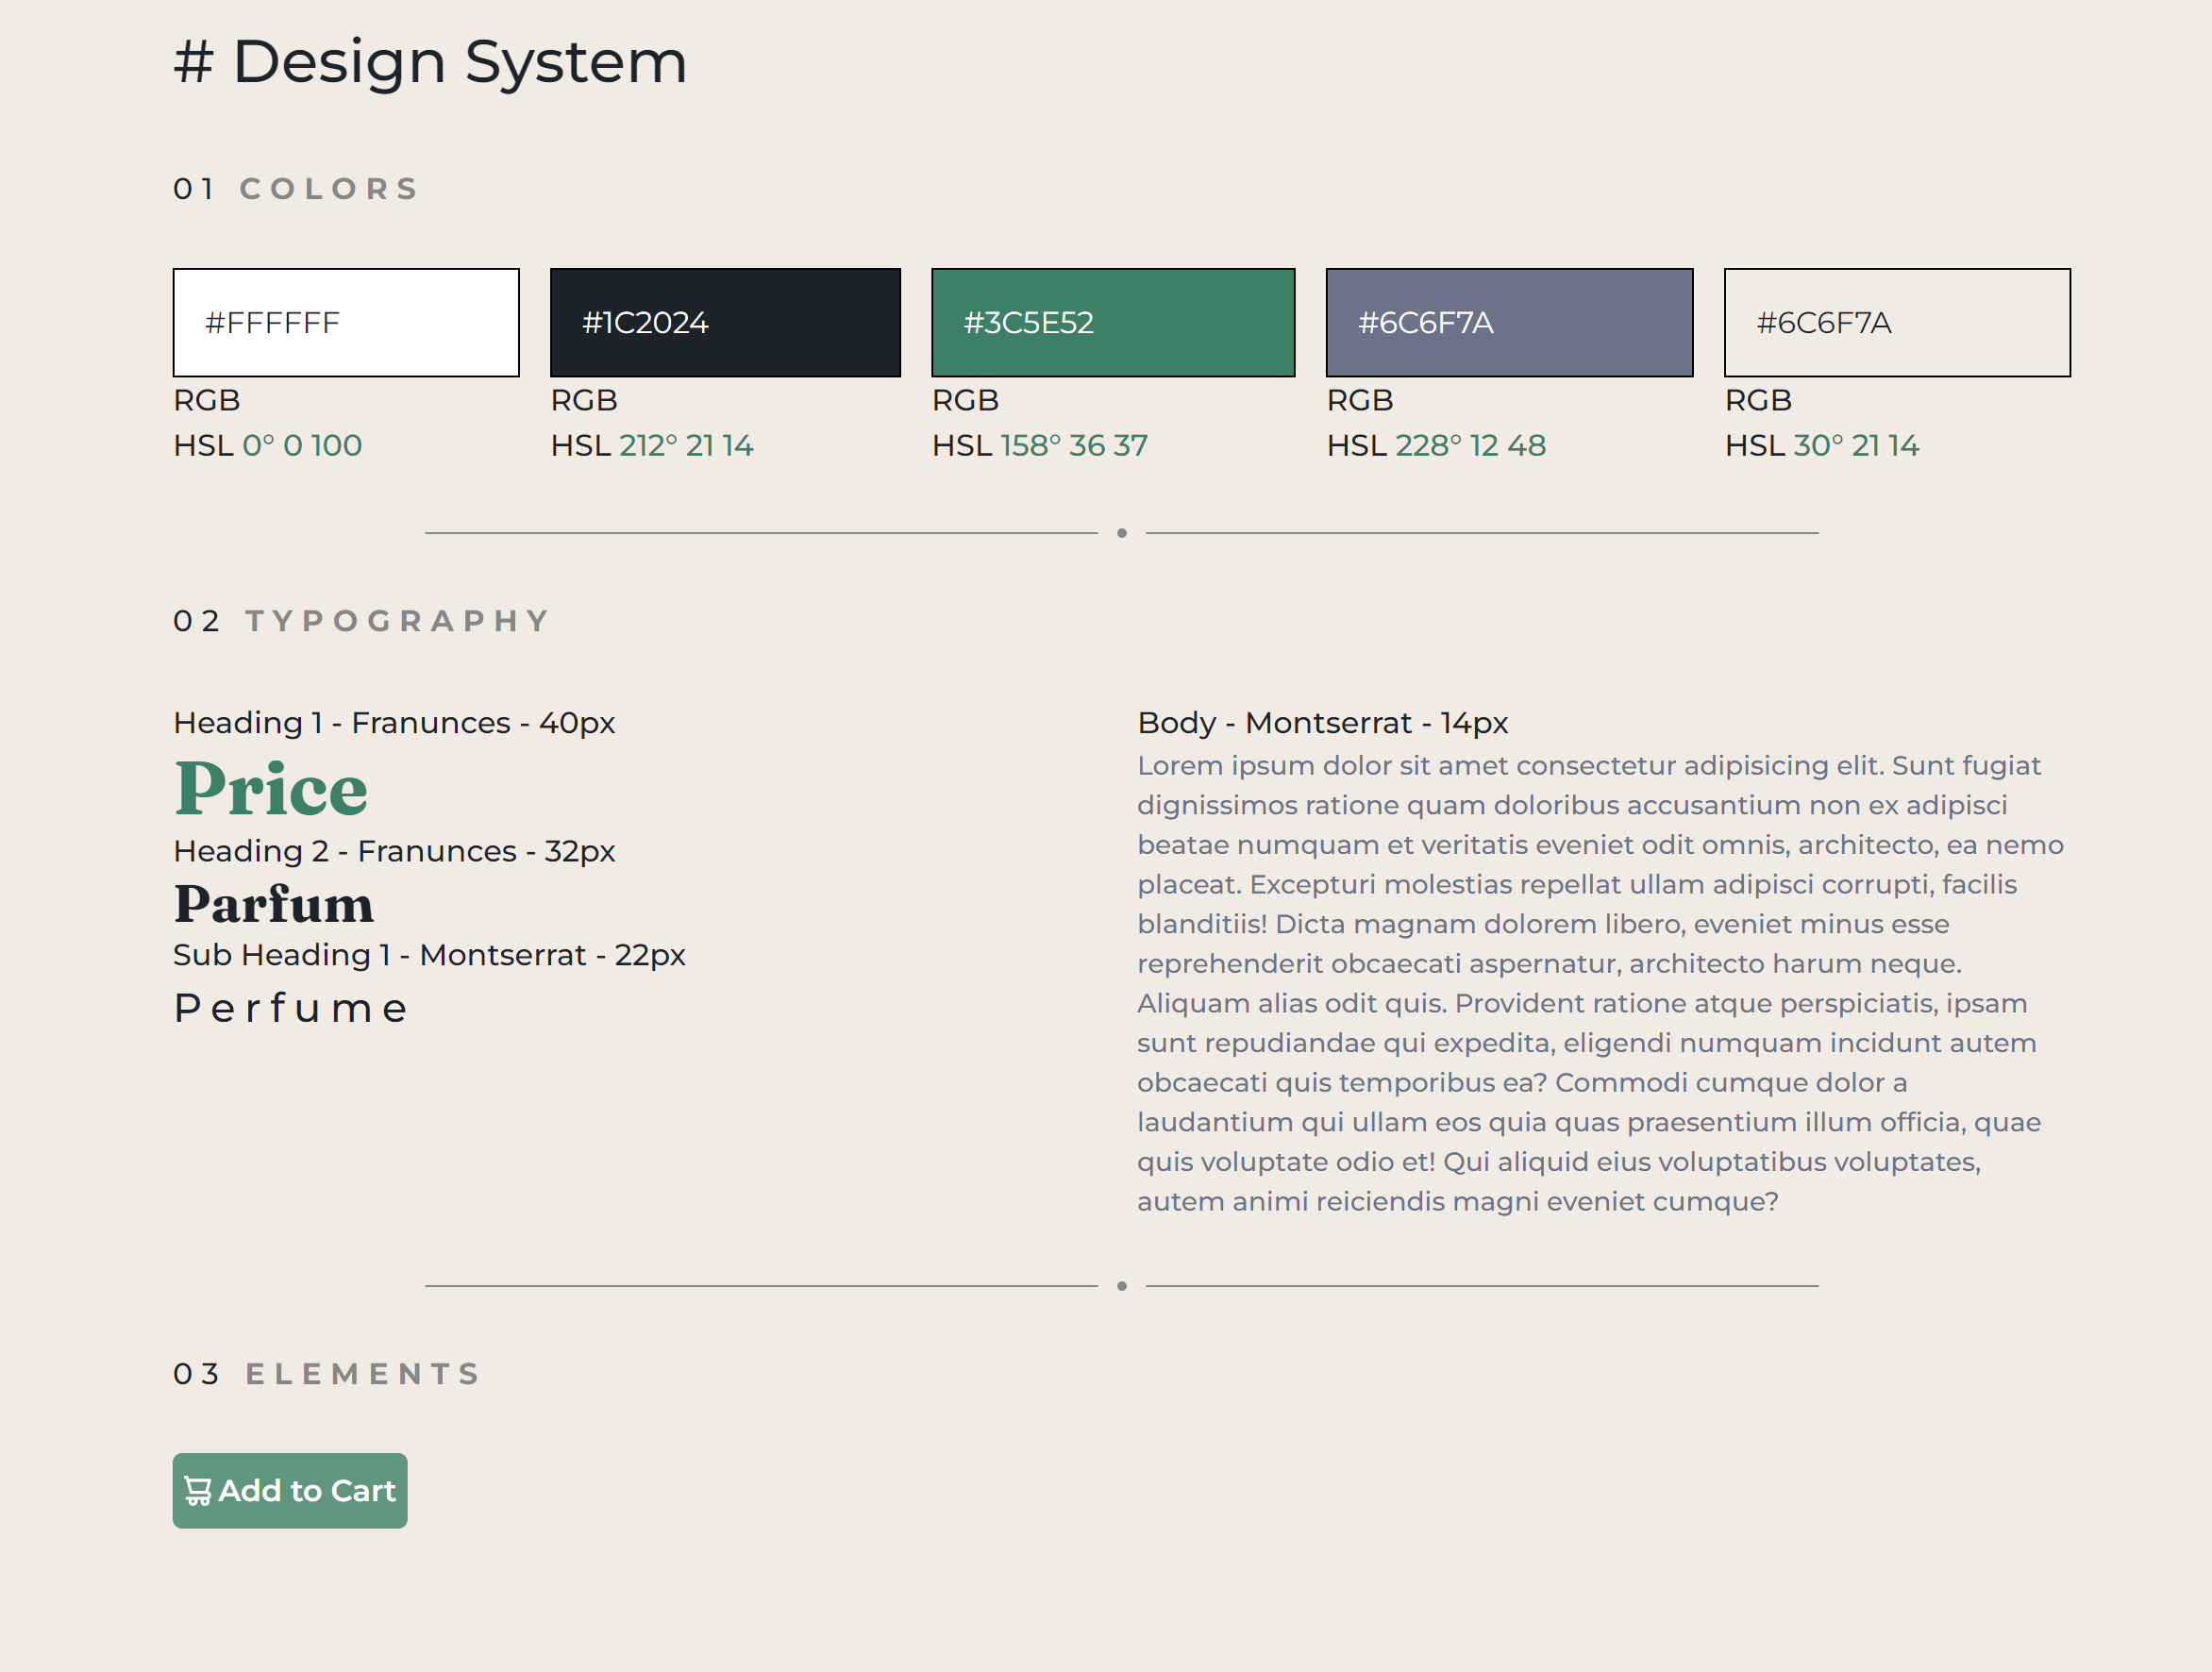 # Design System
01 COLORS
#FFFFFF
#1C2024
#3C5E52
#6C6F7A
#6C6F7A
RGB
RGB
RGB
RGB
RGB
HSL 0° 0 100
HSL 212° 21 14
HSL 158° 36 37
HSL 228° 12 48
HSL 30° 21 14
02 TYPOGRAPHY
Heading 1 - Franunces - 40px
Price
Heading 2 - Franunces - 32px
Parfum
Sub Heading 1 - Montserrat - 22px
Perfume
Body - Montserrat - 14px
Lorem ipsum dolor sit amet consectetur adipisicing elit. Sunt fugiat
dignissimos ratione quam doloribus accusantium non ex adipisci
beatae numquam et veritatis eveniet odit omnis, architecto, ea nemo
placeat. Excepturi molestias repellat ullam adipisci corrupti, facilis
blanditiis! Dicta magnam dolorem libero, eveniet minus esse
reprehenderit obcaecati aspernatur, architecto harum neque.
Aliquam alias odit quis. Provident ratione atque perspiciatis, ipsam
sunt repudiandae qui expedita, eligendi numquam incidunt autem
obcaecati quis temporibus ea? Commodi cumque dolor a
laudantium qui ullam eos quia quas praesentium illum officia, quae
quis voluptate odio et! Qui aliquid eius voluptatibus voluptates,
autem animi reiciendis magni eveniet cumque?
03 ELEMENTS
Add to Cart